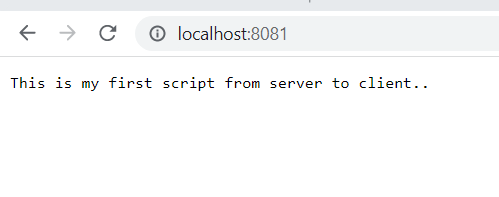 localhost:8081
This is my first script from server to client..